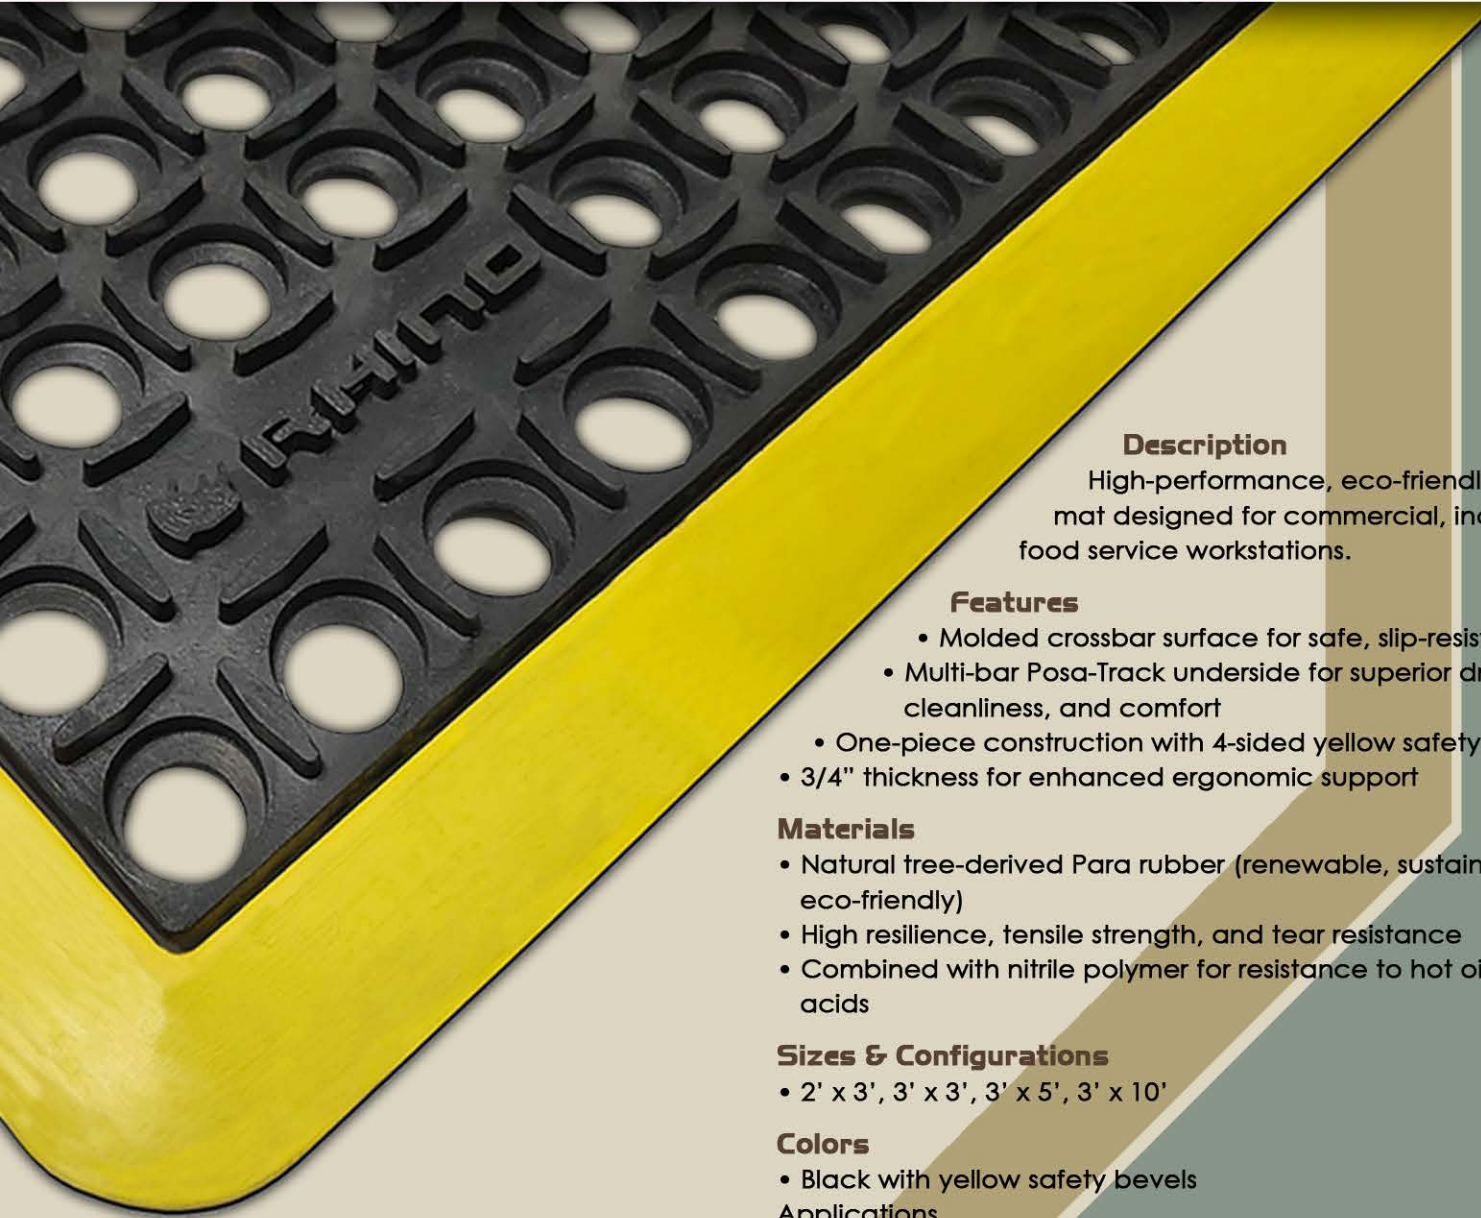 RHINO
Description
High-performance, eco-friendl
mat designed for commercial,
food service workstations.
Features
• Molded crossbar surface for safe, slip-resis
• Multi-bar Posa-Track underside for superior
cleanliness, and comfort
• One-piece construction with 4-sided yellow safety
• 3/4” thickness for enhanced ergonomic support
Materials
• Natural tree-derived Para rubber (renewable, sustain
eco-friendly)
• High resilience, tensile strength, and tear resistance
• Combined with nitrile polymer for resistance to hot
acids
Sizes & Configurations
• 2’ x 3’, 3’ x 3’, 3’ x 5’, 3’ x 10’
Colors
• Black with yellow safety bevels
Applications